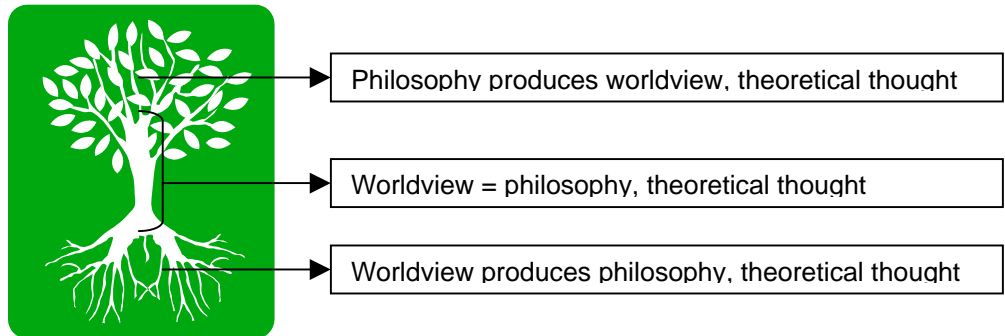 Philosophy produces worldview, theoretical thought
Worldview = philosophy, theoretical thought
Worldview produces philosophy, theoretical thought